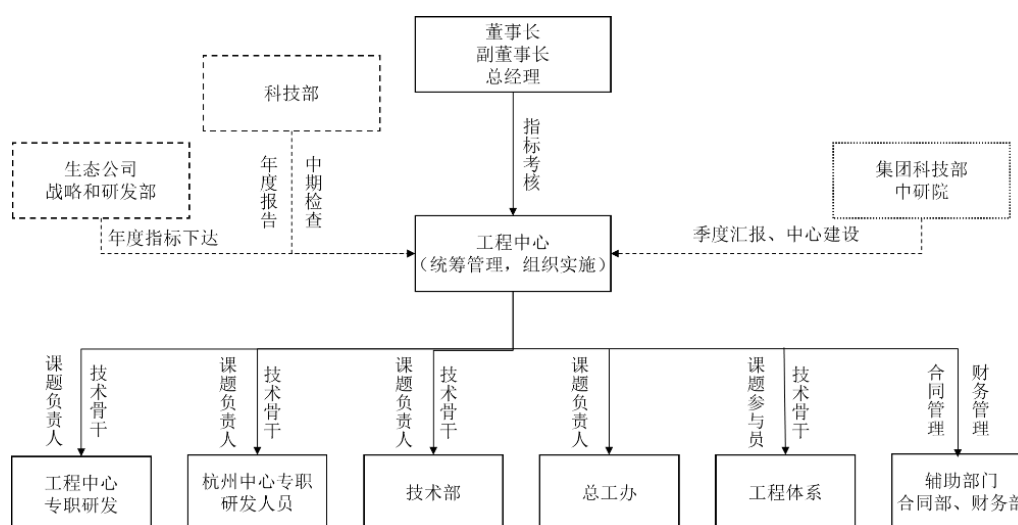 董事长
副董事长
总经理
科技部
指标考核
生态公司
战略和研发部
年度报告
中期检查
集团科技部
中研院
年度指标下达
工程中心
（统筹管理，组织实施）
季度汇报、中心建设
课题负责人
技术骨干
课题负责人
技术骨干
课题负责人
技术骨干
课题负责人
课题参与员
技术骨干
合同管理
财务管理
工程中心
专职研发
杭州中心专职
研发人员
技术部
总工办
工程体系
辅助部门
合同部、财务部